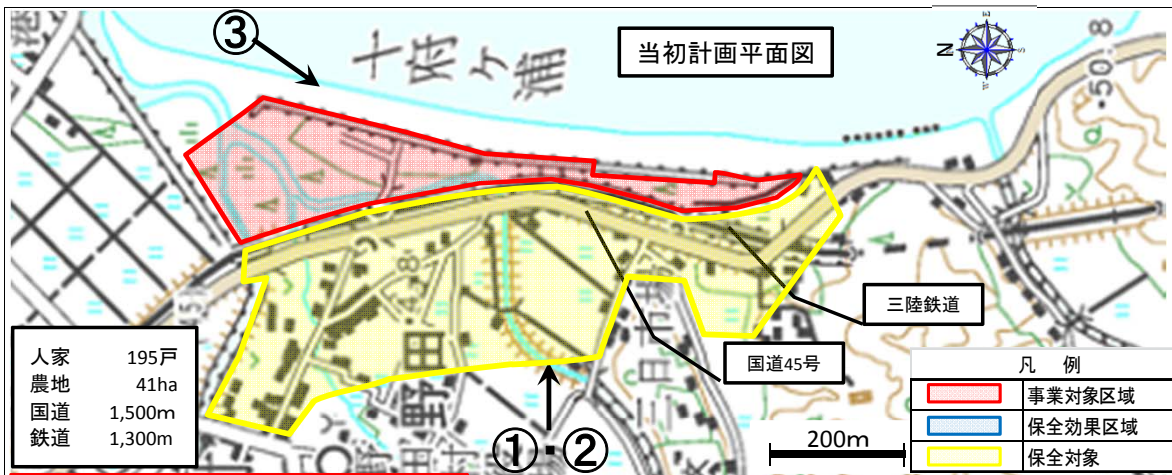 ③
当初計画平面図
十府ヶ浦
N
E
S
W
50.8
三陸鉄道
国道45号
人家 195戸
農地 41ha
国道 1,500m
鉄道 1,300m
①・②
200m
凡 例
事業対象区域
保全効果区域
保全対象